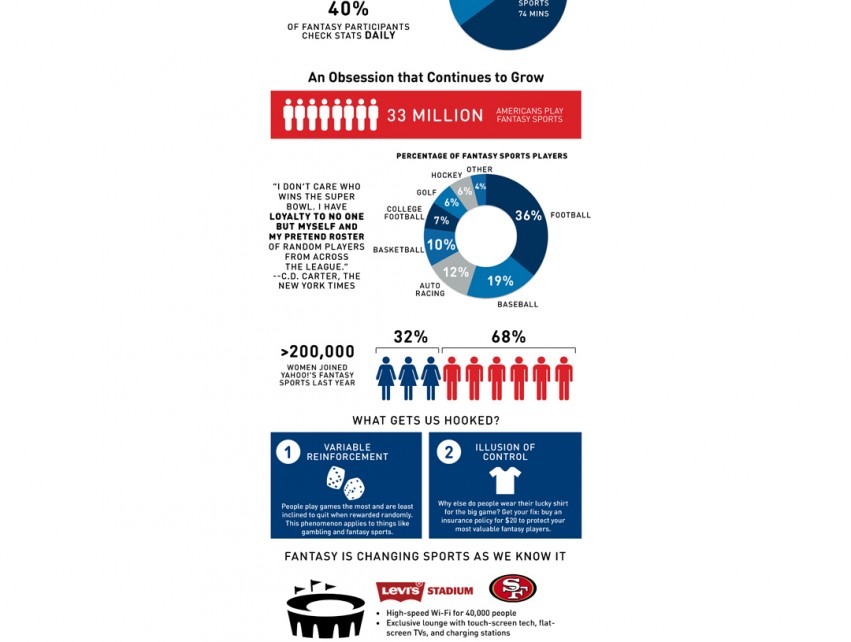 40%
OF FANTASY PARTICIPANTS
CHECK STATS DAILY
SPORTS
74 MINS
An Obsession that Continues to Grow
33 MILLION
AMERICANS PLAY
FANTASY SPORTS
PERCENTAGE OF FANTASY SPORTS PLAYERS
"I DON'T CARE WHO
WINS THE SUPER
BOWL. I HAVE
LOYALTY TO NO ONE
BUT MYSELF AND
MY PRETEND ROSTER
OF RANDOM PLAYERS
FROM ACROSS
THE LEAGUE."
--C.D. CARTER, THE
NEW YORK TIMES
OTHER
4%
HOCKEY
6%
GOLF
6%
COLLEGE
FOOTBALL
7%
BASKETBALL
10%
AUTO
RACING
12%
BASEBALL
19%
36%
FOOTBALL
>200,000
WOMEN JOINED
YAHOO!'S FANTASY
SPORTS LAST YEAR
32%
68%
WHAT GETS US HOOKED?
1
VARIABLE
REINFORCEMENT
People play games the most and are least
inclined to quit when rewarded randomly.
This phenomenon applies to things like
gambling and fantasy sports.
2
ILLUSION OF
CONTROL
Why else do people wear their lucky shirt
for the big game? Get your fix: buy an
insurance policy for $20 to protect your
most valuable fantasy players.
FANTASY IS CHANGING SPORTS AS WE KNOW IT
LEVI'S STADIUM
SF
• High-speed Wi-Fi for 40,000 people
• Exclusive lounge with touch-screen tech, flat-
screen TVs, and charging stations